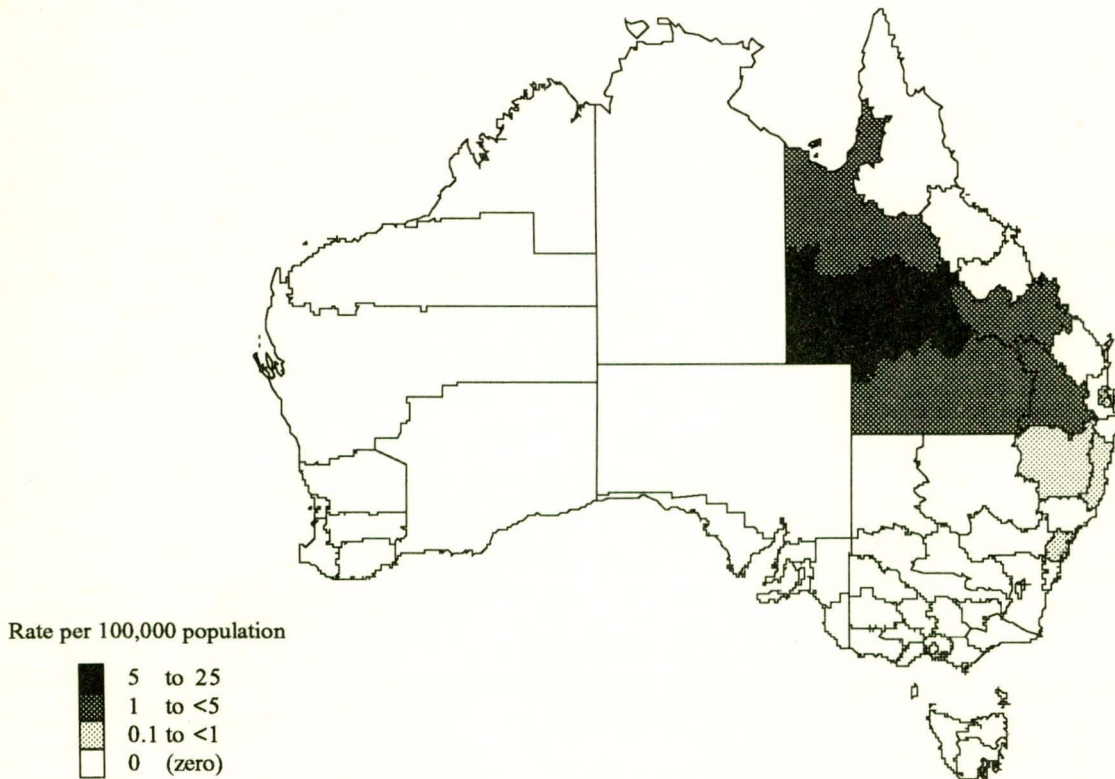 Rate per 100,000 population
5 to 25
1 to <5
0.1 to <1
0 (zero)